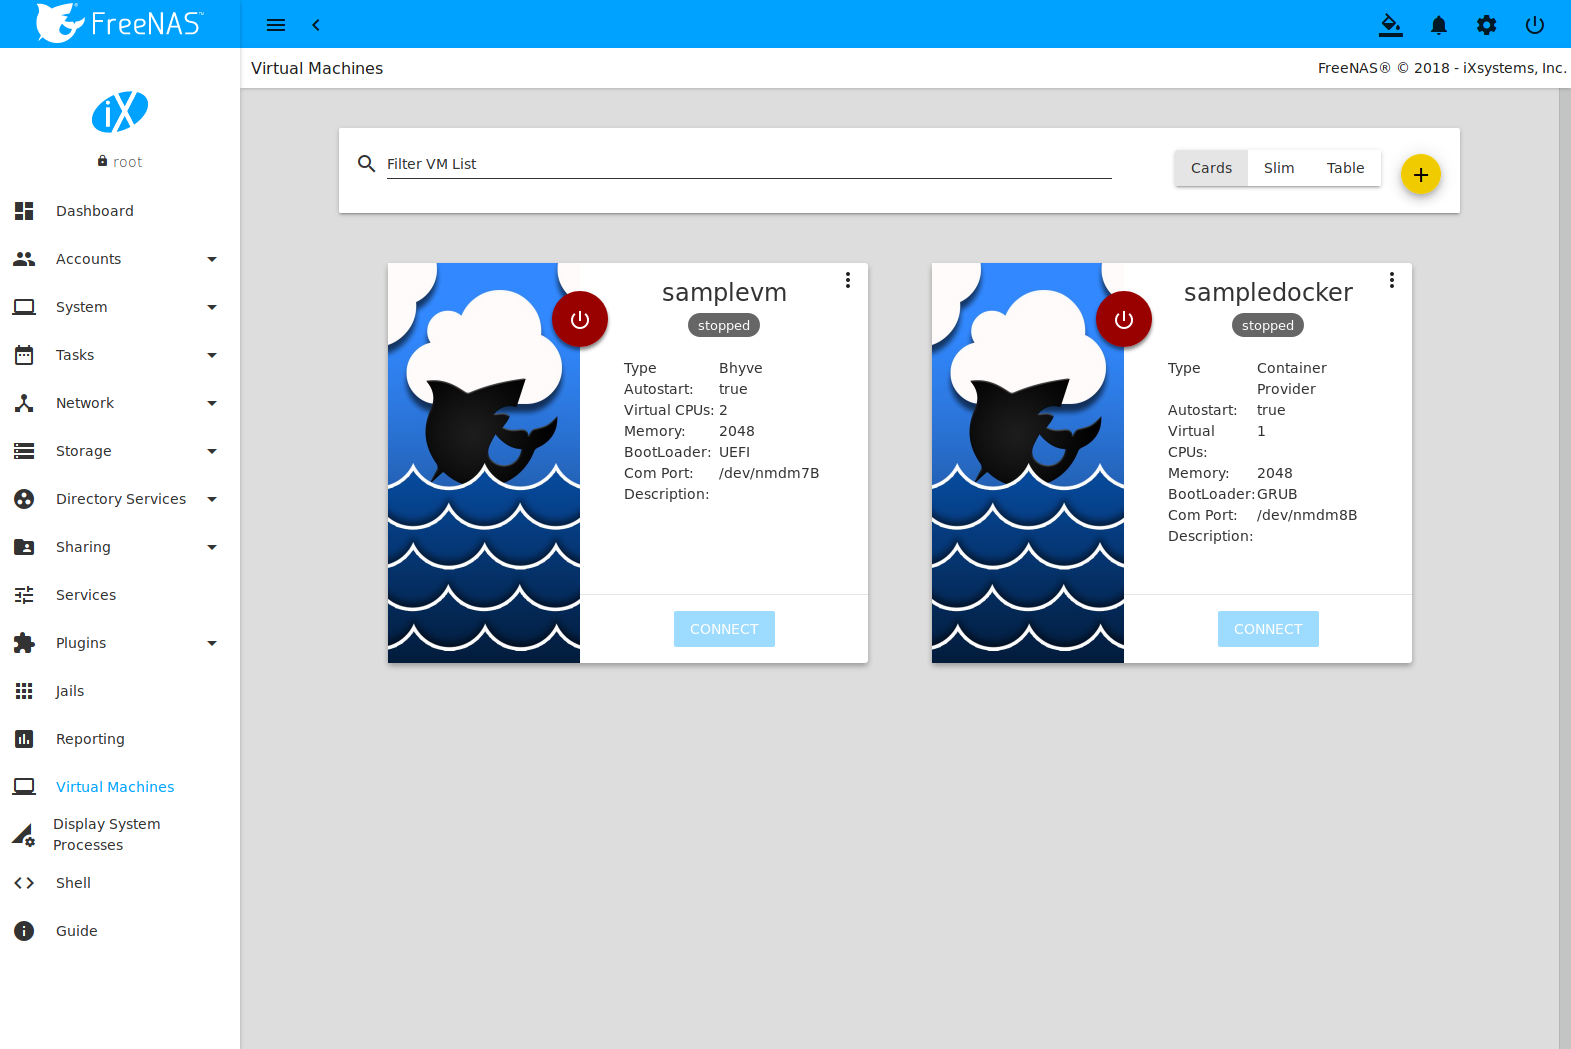 FreeNAS™
Virtual Machines
FreeNAS® © 2018 - iXsystems, Inc.
iX
root
Dashboard
Accounts
System
Tasks
Network
Storage
Directory Services
Sharing
Services
Plugins
Jails
Reporting
Virtual Machines
Display System
Processes
Shell
Guide
Filter VM List
Cards Slim Table
samplevm
stopped
Type Bhyve
Autostart: true
Virtual CPUs: 2
Memory: 2048
BootLoader: UEFI
Com Port: /dev/nmdm7B
Description:
CONNECT
sampledocker
stopped
Type Container
Provider
Autostart: true
Virtual 1
CPUs:
Memory: 2048
BootLoader: GRUB
Com Port: /dev/nmdm8B
Description:
CONNECT